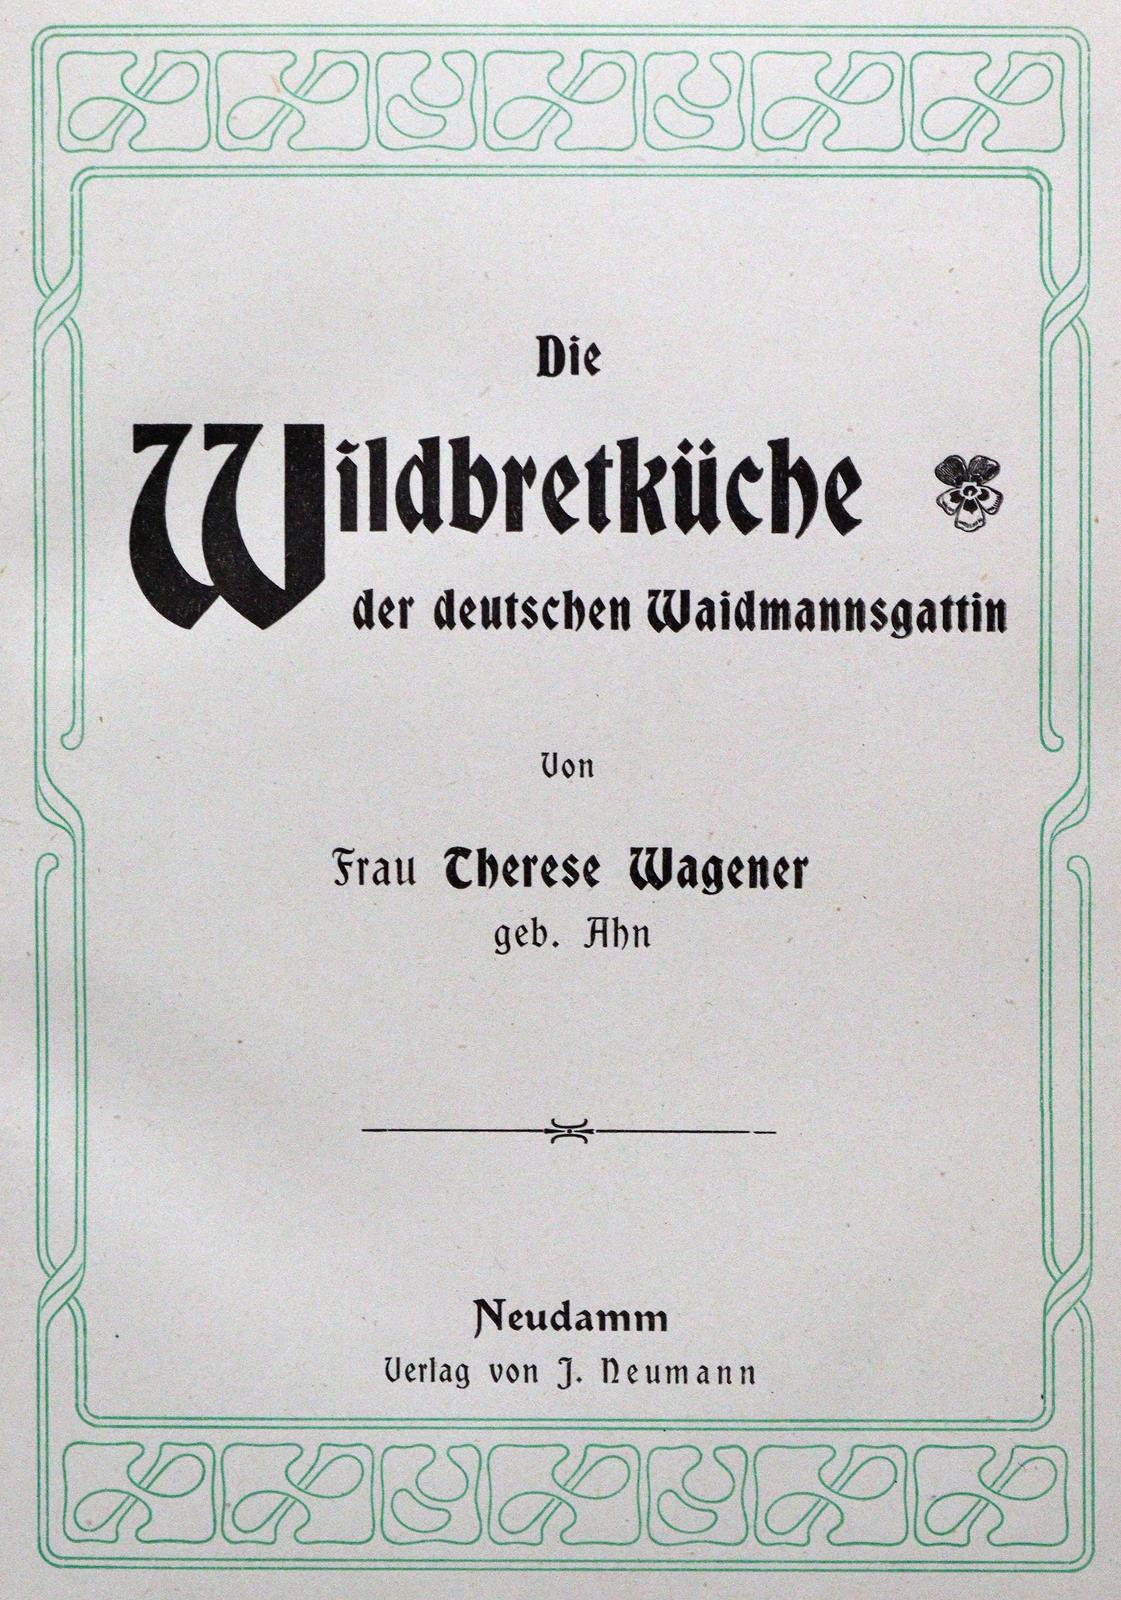 Die
Wildbretküche
der deutschen Waidmannsgattin
Von
Frau Therese Wagener
geb. Ahn
Neudamm
Verlag von J. Neumann